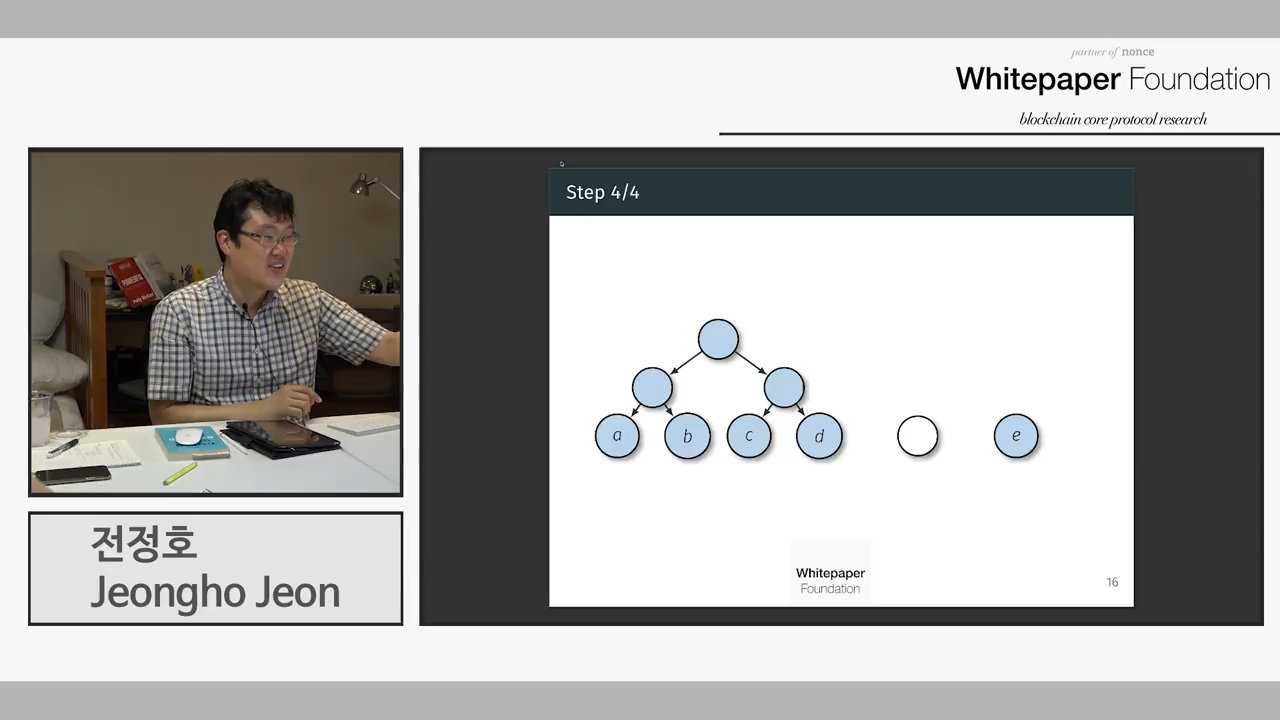 partner of nonce
Whitepaper Foundation
blockchain core protocol research
Step 4/4
a b c d e
Whitepaper
Foundation
16
POWERFUL
전정호
Jeongho Jeon